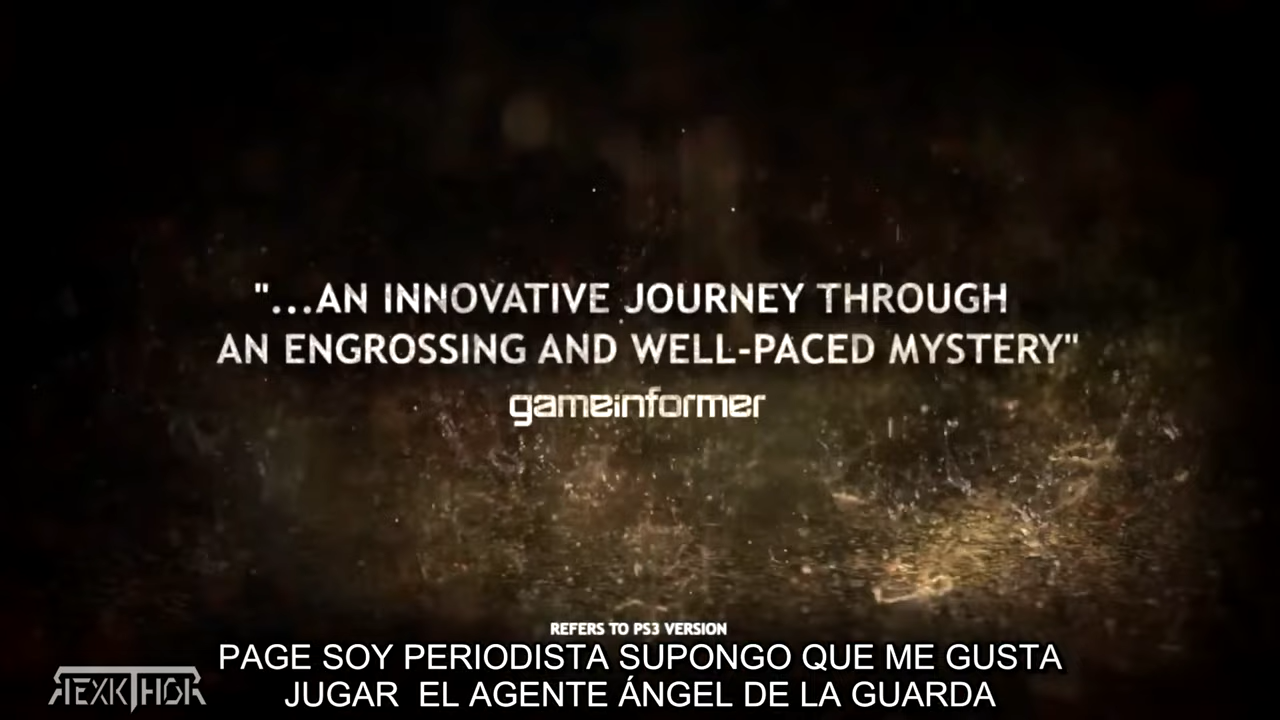 "...AN INNOVATIVE JOURNEY THROUGH
AN ENGROSSING AND WELL-PACED MYSTERY"
gameinformer
REFERS TO PS3 VERSION
PAGE SOY PERIODISTA SUPONGO QUE ME GUSTA
JUGAR EL AGENTE ÁNGEL DE LA GUARDA